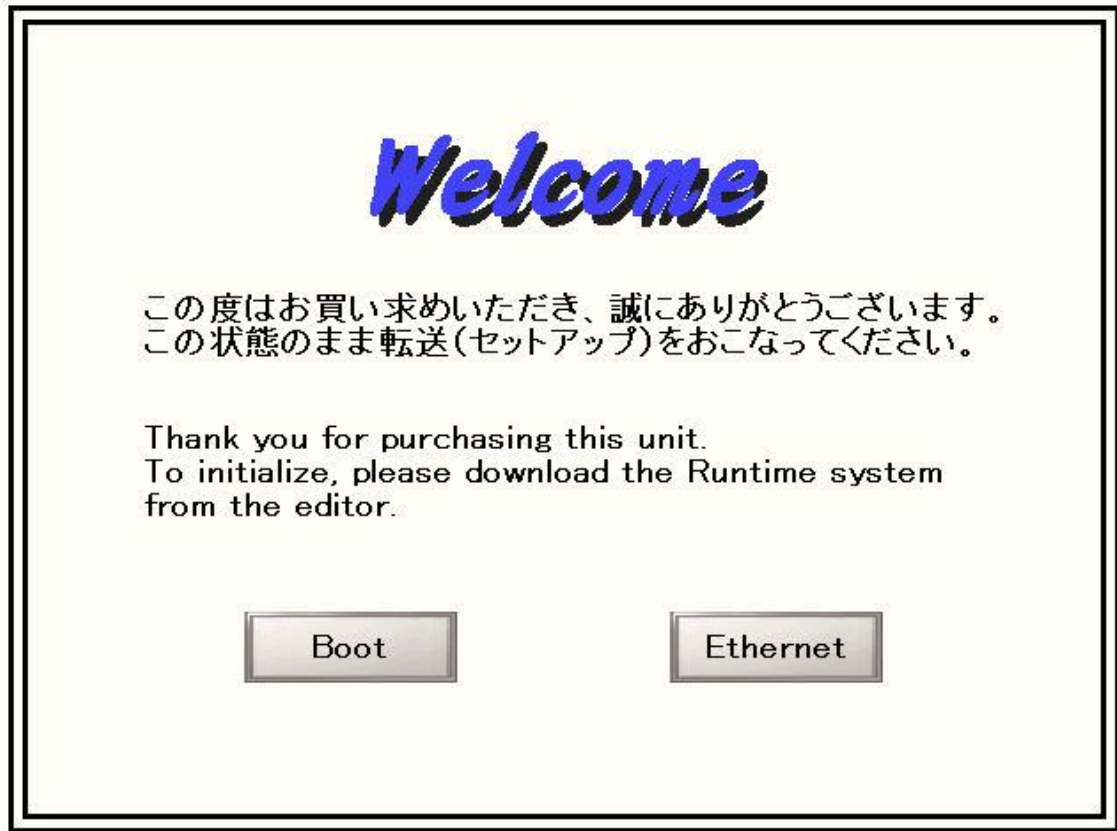 Welcome
この度はお買い求めいただき、誠にありがとうございます。
この状態のまま転送(セットアップ)をおこなってください。
Thank you for purchasing this unit.
To initialize, please download the Runtime system
from the editor.
Boot
Ethernet